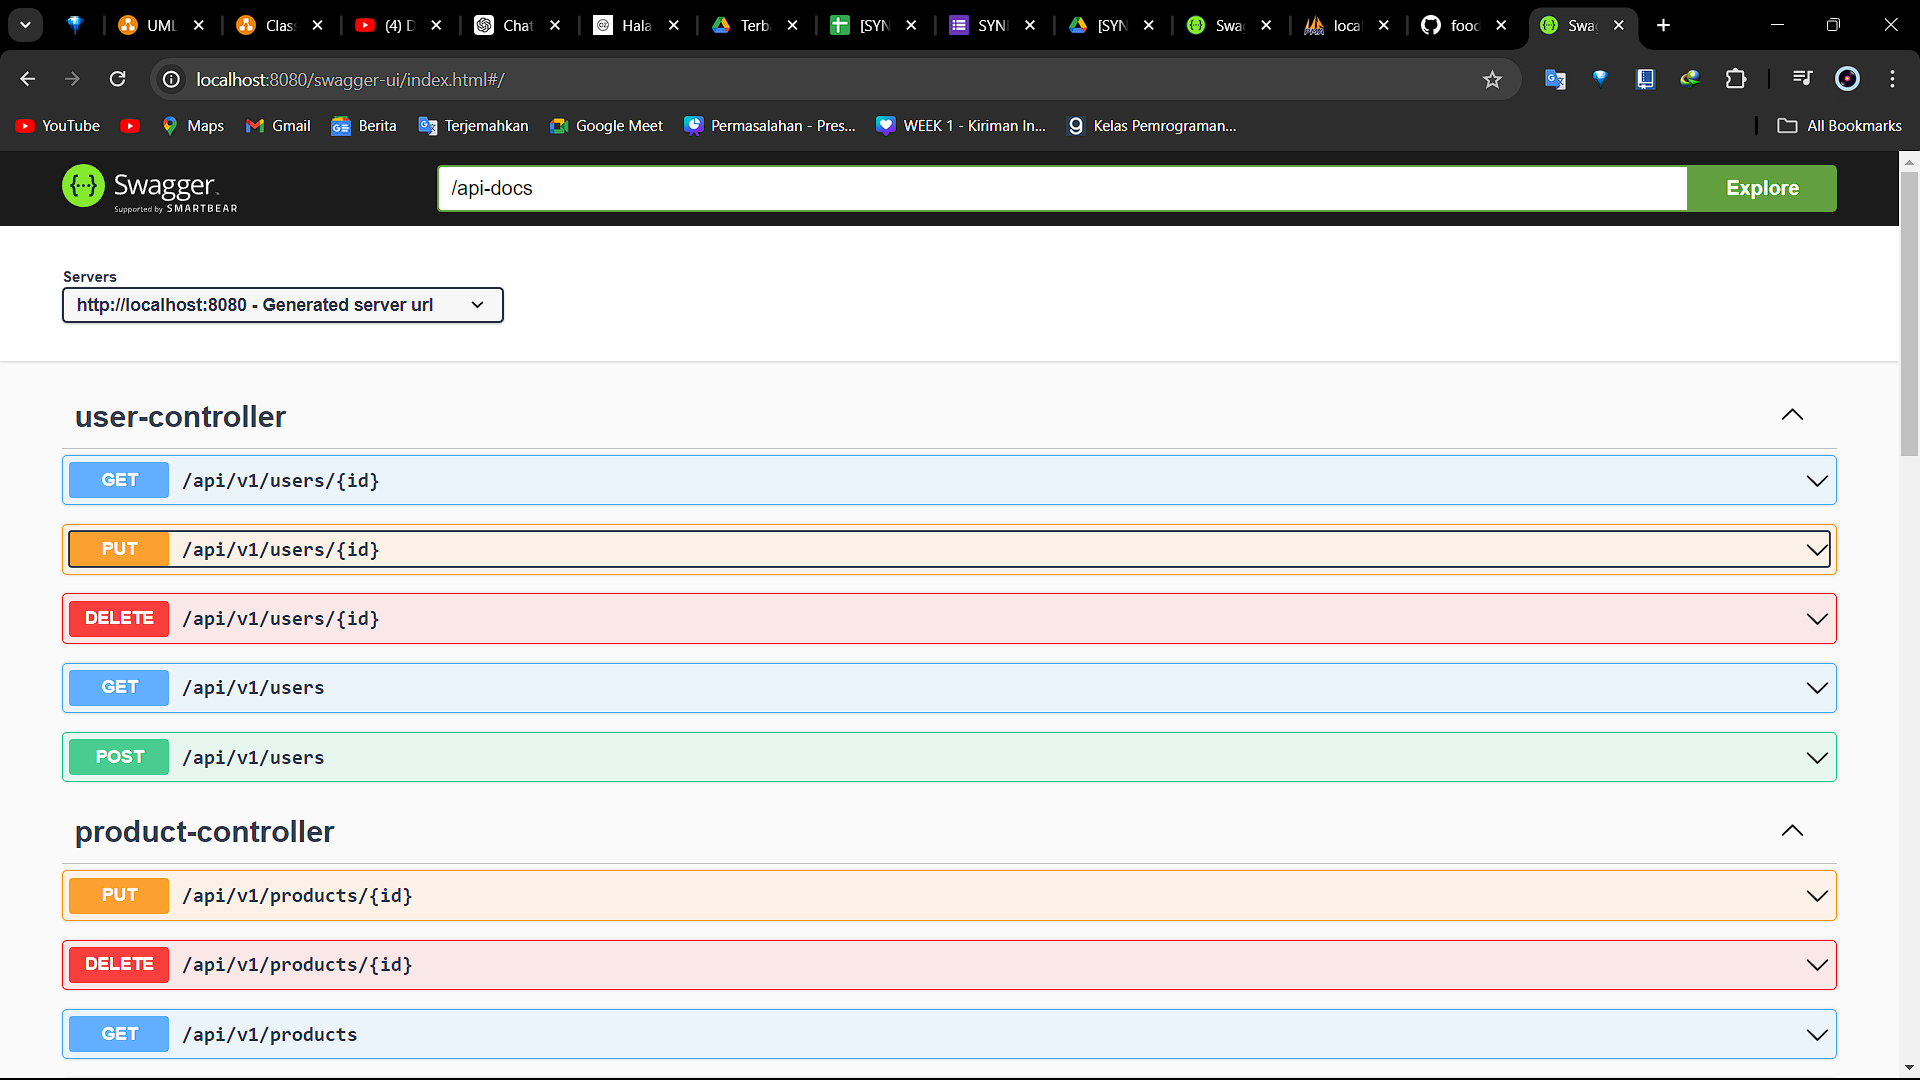 UML
Clas
(4) D
Chat
Hala
Terb
[SYN
SYN
[SYN
Swa
local
food
Swa
localhost:8080/swagger-ui/index.html#/
YouTube
Maps
Gmail
Berita
Terjemahkan
Google Meet
Permasalahan - Pres...
WEEK 1 - Kiriman In...
Kelas Pemrograman...
All Bookmarks
Swagger
Supported by SMARTBEAR
/api-docs
Explore
Servers
http://localhost:8080 - Generated server url
user-controller
GET /api/v1/users/{id}
PUT /api/v1/users/{id}
DELETE /api/v1/users/{id}
GET /api/v1/users
POST /api/v1/users
product-controller
PUT /api/v1/products/{id}
DELETE /api/v1/products/{id}
GET /api/v1/products